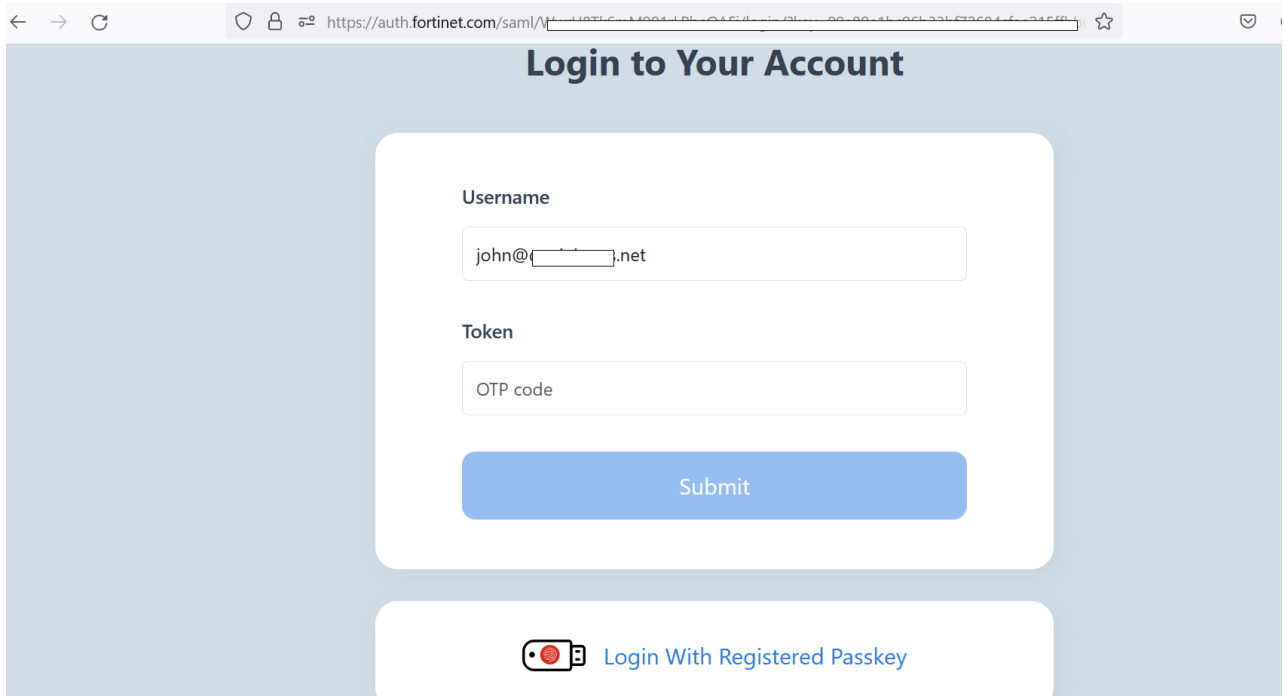 https://auth.fortinet.com/saml/
Login to Your Account
Username
john@ .net
Token
OTP code
Submit
Login With Registered Passkey